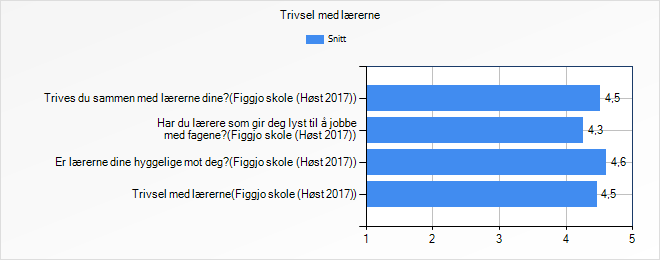 Trivsel med lærerne
Snitt
Trives du sammen med lærerne dine?(Figgjo skole (Høst 2017))
4,5
Har du lærere som gir deg lyst til å jobbe
med fagene?(Figgjo skole (Høst 2017))
4,3
Er lærerne dine hyggelige mot deg?(Figgjo skole (Høst 2017))
4,6
Trivsel med lærerne(Figgjo skole (Høst 2017))
4,5
1 2 3 4 5